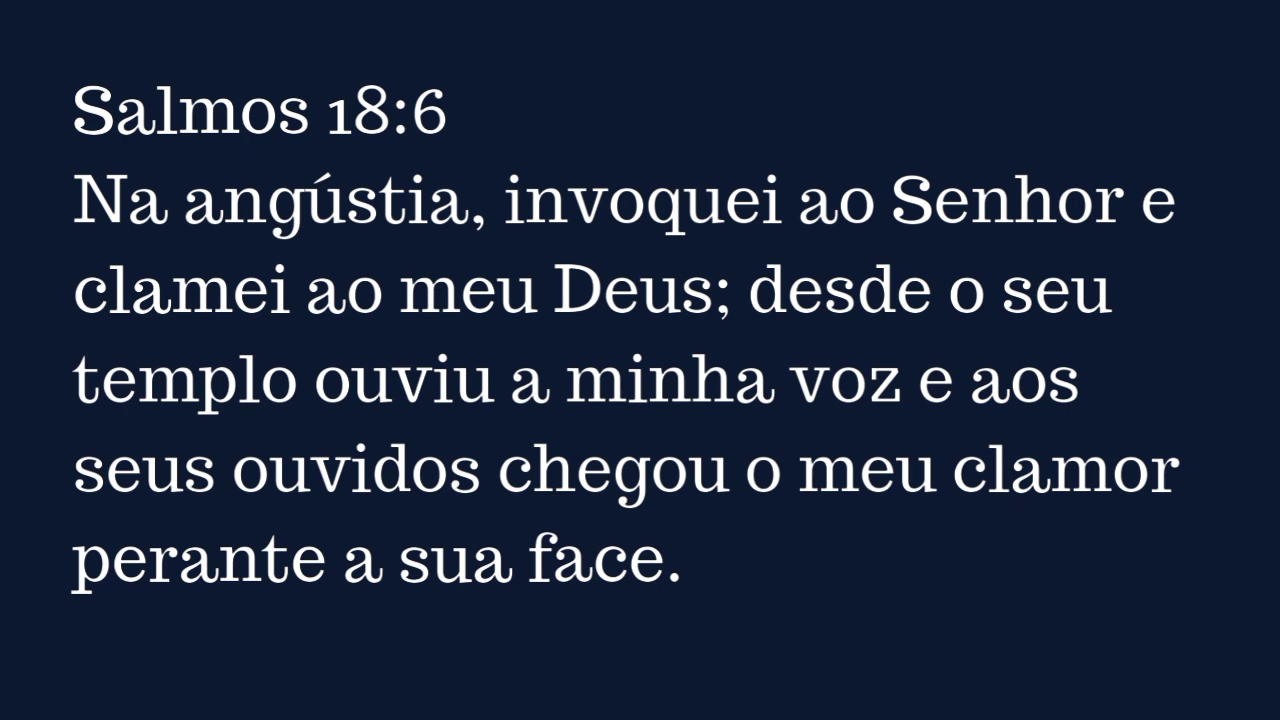 Salmos 18:6
Na angústia, invoquei ao Senhor e
clamei ao meu Deus; desde o seu
templo ouviu a minha voz e aos
seus ouvidos chegou o meu clamor
perante a sua face.